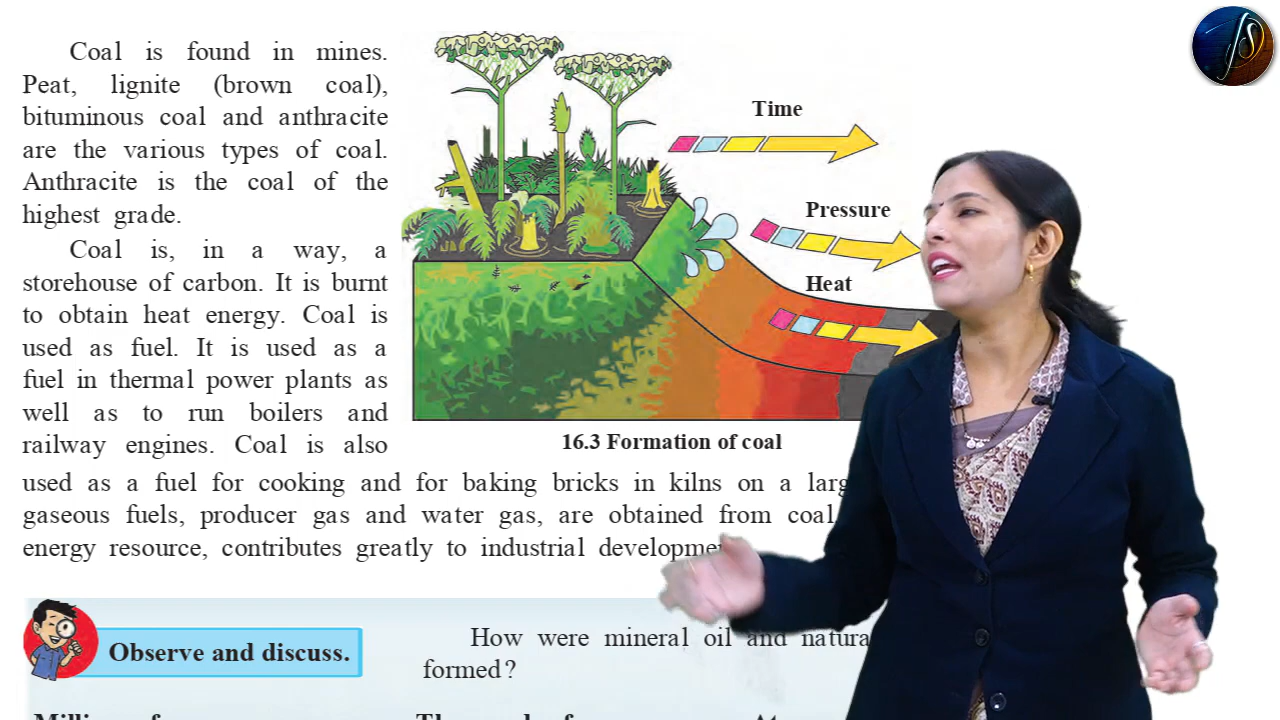 Coal is found in mines.
Peat, lignite (brown coal),
bituminous coal and anthracite
are the various types of coal.
Anthracite is the coal of the
highest grade.
Coal is, in a way, a
storehouse of carbon. It is burnt
to obtain heat energy. Coal is
used as fuel. It is used as a
fuel in thermal power plants as
well as to run boilers and
railway engines. Coal is also
used as a fuel for cooking and for baking bricks in kilns on a
gaseous fuels, producer gas and water gas, are obtained from coal.
energy resource, contributes greatly to industrial
Time
Pressure
Heat
16.3 Formation of coal
Observe and discuss.
How were mineral oil and
formed?